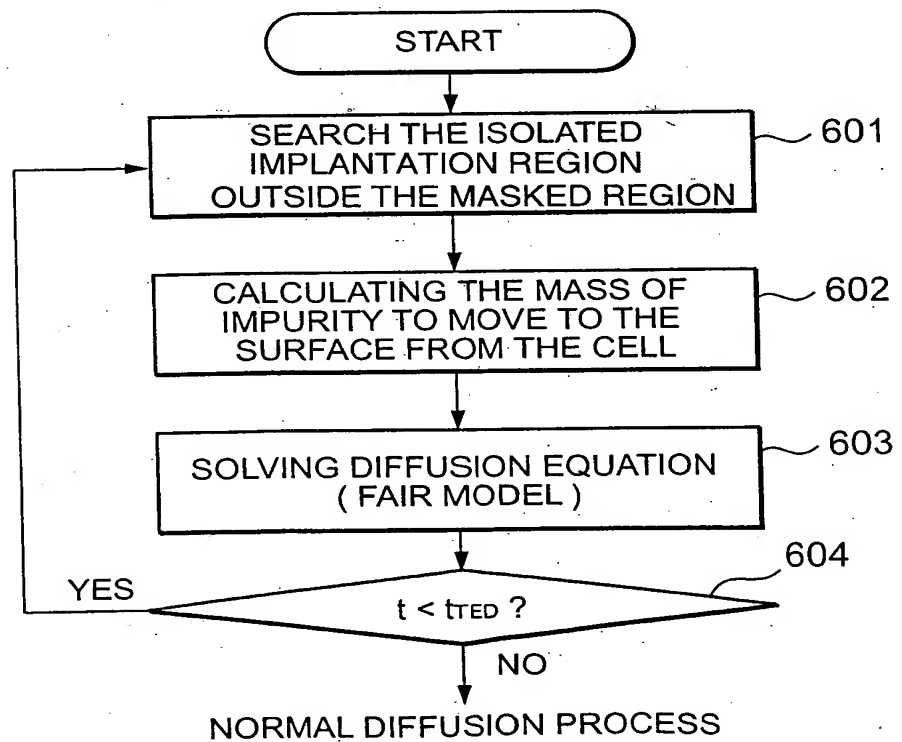 START
SEARCH THE ISOLATED
IMPLANTATION REGION
OUTSIDE THE MASKED REGION
601
CALCULATING THE MASS OF
IMPURITY TO MOVE TO THE
SURFACE FROM THE CELL
602
SOLVING DIFFUSION EQUATION
( FAIR MODEL )
603
604
YES
t < tTED ?
NO
NORMAL DIFFUSION PROCESS